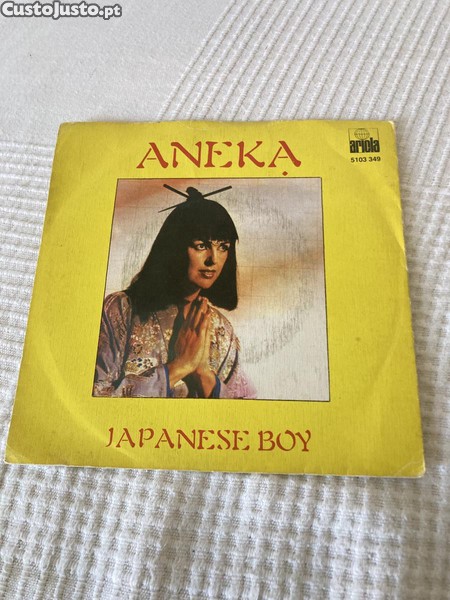 CustoJusto.pt
ANEKA
ariola
5103 349
JAPANESE BOY